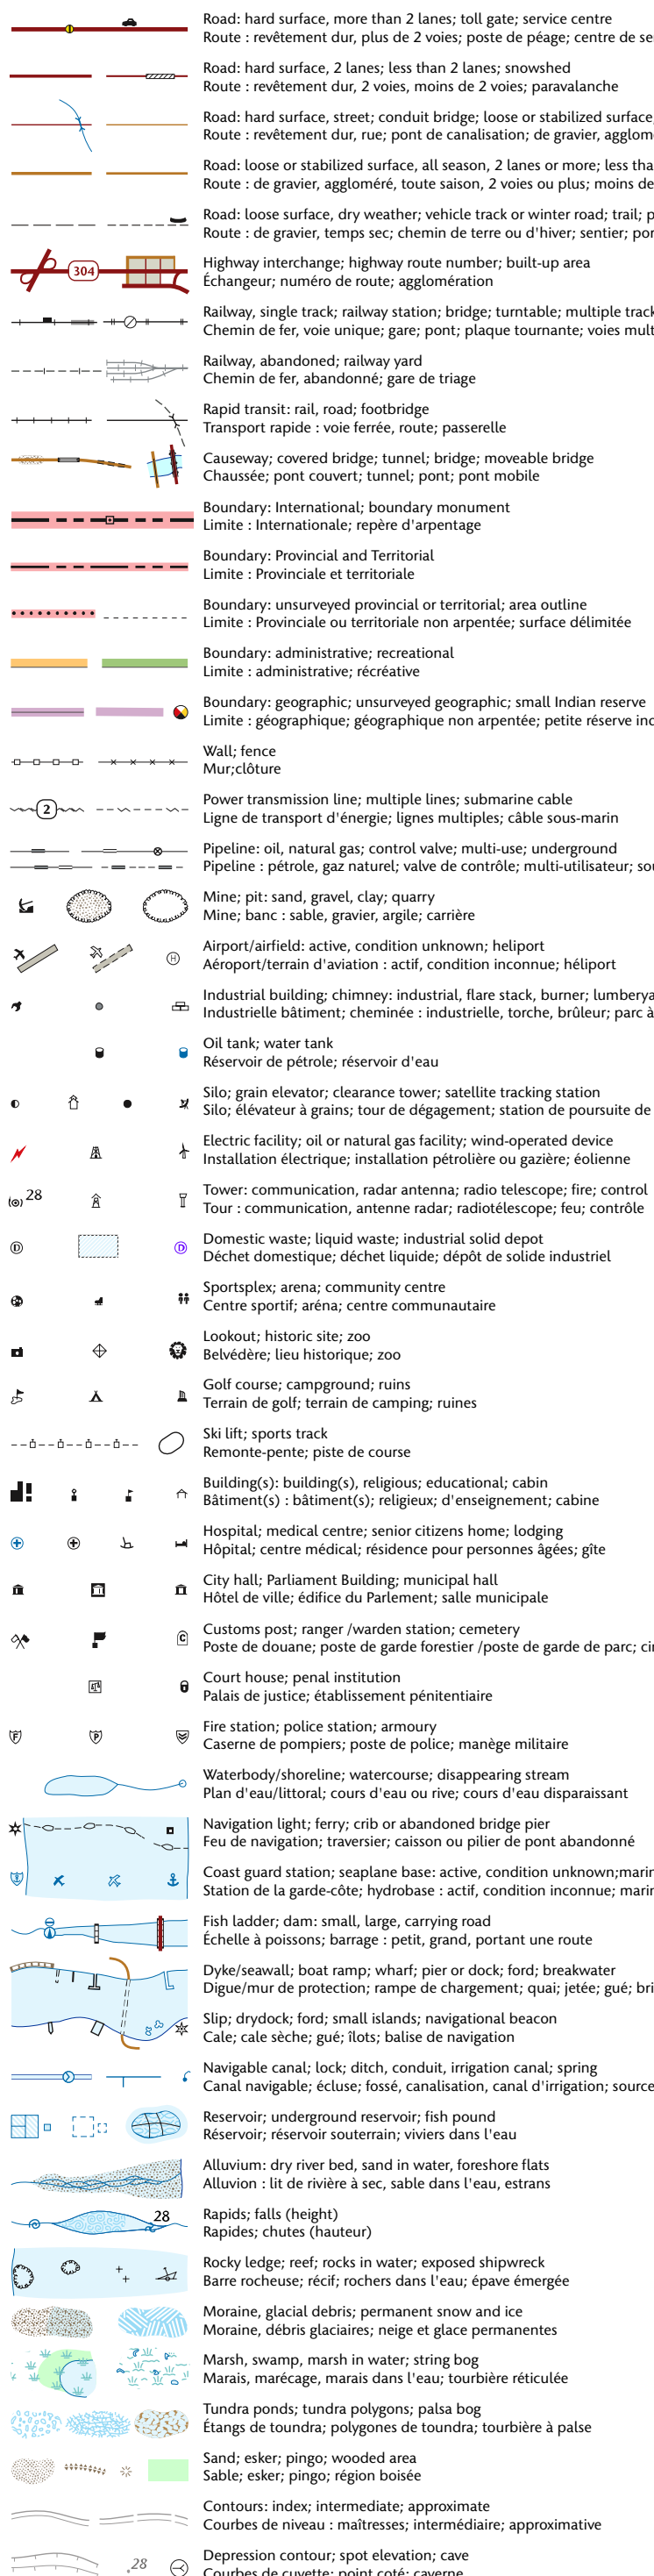 Road: hard surface, more than 2 lanes; toll gate; service centre
Route : revêtement dur, plus de 2 voies; poste de péage; centre de se
Road: hard surface, 2 lanes; less than 2 lanes; snowshed
Route : revêtement dur, 2 voies, moins de 2 voies; paravalanche
Road: hard surface, street; conduit bridge; loose or stabilized surface,
Route : revêtement dur, rue; pont de canalisation; de gravier, agglom
Road: loose or stabilized surface, all season, 2 lanes or more; less tha
Route : de gravier, aggloméré, toute saison, 2 voies ou plus; moins de
Road: loose surface, dry weather; vehicle track or winter road; trail; p
Route : de gravier, temps sec; chemin de terre ou d'hiver; sentier; por
304
Highway interchange; highway route number; built-up area
Échangeur; numéro de route; agglomération
Railway, single track; railway station; bridge; turntable; multiple track
Chemin de fer, voie unique; gare; pont; plaque tournante; voies mult
Railway, abandoned; railway yard
Chemin de fer, abandonné; gare de triage
Rapid transit: rail, road; footbridge
Transport rapide : voie ferrée, route; passerelle
Causeway; covered bridge; tunnel; bridge; moveable bridge
Chaussée; pont couvert; tunnel; pont; pont mobile
Boundary: International; boundary monument
Limite : Internationale; repère d'arpentage
Boundary: Provincial and Territorial
Limite : Provinciale et territoriale
Boundary: unsurveyed provincial or territorial; area outline
Limite : Provinciale ou territoriale non arpentée; surface délimitée
Boundary: administrative; recreational
Limite : administrative; récréative
Boundary: geographic; unsurveyed geographic; small Indian reserve
Limite : géographique; géographique non arpentée; petite réserve inc
Wall; fence
Mur;clôture
2
Power transmission line; multiple lines; submarine cable
Ligne de transport d'énergie; lignes multiples; câble sous-marin
Pipeline: oil, natural gas; control valve; multi-use; underground
Pipeline : pétrole, gaz naturel; valve de contrôle; multi-utilisateur; sou
Mine; pit: sand, gravel, clay; quarry
Mine; banc : sable, gravier, argile; carrière
H
Airport/airfield: active, condition unknown; heliport
Aéroport/terrain d'aviation : actif, condition inconnue; héliport
Industrial building; chimney: industrial, flare stack, burner; lumberya
Industrielle bâtiment; cheminée : industrielle, torche, brûleur; parc à
Oil tank; water tank
Réservoir de pétrole; réservoir d'eau
Silo; grain elevator; clearance tower; satellite tracking station
Silo; élévateur à grains; tour de dégagement; station de poursuite de
Electric facility; oil or natural gas facility; wind-operated device
Installation électrique; installation pétrolière ou gazière; éolienne
28
Tower: communication, radar antenna; radio telescope; fire; control
Tour : communication, antenne radar; radiotélescope; feu; contrôle
D D
Domestic waste; liquid waste; industrial solid depot
Déchet domestique; déchet liquide; dépôt de solide industriel
Sportsplex; arena; community centre
Centre sportif; aréna; centre communautaire
Lookout; historic site; zoo
Belvédère; lieu historique; zoo
Golf course; campground; ruins
Terrain de golf; terrain de camping; ruines
Ski lift; sports track
Remonte-pente; piste de course
Building(s): building(s), religious; educational; cabin
Bâtiment(s) : bâtiment(s); religieux; d'enseignement; cabine
Hospital; medical centre; senior citizens home; lodging
Hôpital; centre médical; résidence pour personnes âgées; gîte
City hall; Parliament Building; municipal hall
Hôtel de ville; édifice du Parlement; salle municipale
C
Customs post; ranger /warden station; cemetery
Poste de douane; poste de garde forestier /poste de garde de parc; ci
Court house; penal institution
Palais de justice; établissement pénitentiaire
F P
Fire station; police station; armoury
Caserne de pompiers; poste de police; manège militaire
Waterbody/shoreline; watercourse; disappearing stream
Plan d'eau/littoral; cours d'eau ou rive; cours d'eau disparaissant
Navigation light; ferry; crib or abandoned bridge pier
Feu de navigation; traversier; caisson ou pilier de pont abandonné
Coast guard station; seaplane base: active, condition unknown;marin
Station de la garde-côte; hydrobase : actif, condition inconnue; marin
Fish ladder; dam: small, large, carrying road
Échelle à poissons; barrage : petit, grand, portant une route
Dyke/seawall; boat ramp; wharf; pier or dock; ford; breakwater
Digue/mur de protection; rampe de chargement; quai; jetée; gué; bri
Slip; drydock; ford; small islands; navigational beacon
Cale; cale sèche; gué; îlots; balise de navigation
Navigable canal; lock; ditch, conduit, irrigation canal; spring
Canal navigable; écluse; fossé, canalisation, canal d'irrigation; source
Reservoir; underground reservoir; fish pound
Réservoir; réservoir souterrain; viviers dans l'eau
Alluvium: dry river bed, sand in water, foreshore flats
Alluvion : lit de rivière à sec, sable dans l'eau, estrans
28
Rapids; falls (height)
Rapides; chutes (hauteur)
Rocky ledge; reef; rocks in water; exposed shipwreck
Barre rocheuse; récif; rochers dans l'eau; épave émergée
Moraine, glacial debris; permanent snow and ice
Moraine, débris glaciaires; neige et glace permanentes
Marsh, swamp, marsh in water; string bog
Marais, marécage, marais dans l'eau; tourbière réticulée
Tundra ponds; tundra polygons; palsa bog
Étangs de toundra; polygones de toundra; tourbière à palse
Sand; esker; pingo; wooded area
Sable; esker; pingo; région boisée
Contours: index; intermediate; approximate
Courbes de niveau : maîtresses; intermédiaire; approximative
.28
Depression contour; spot elevation; cave
Courbes de cuvette; point coté; caverne